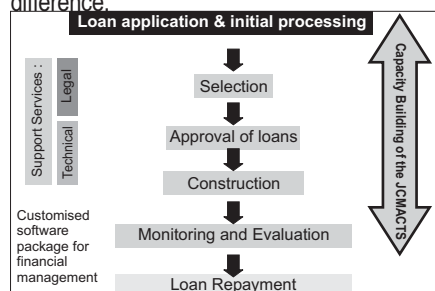 difference.
Loan application & initial processing
Support Services :
Legal
Technical
Selection
Approval of loans
Construction
Monitoring and Evaluation
Loan Repayment
Capacity Building of the JCMACTS
Customised
software
package for
financial
management